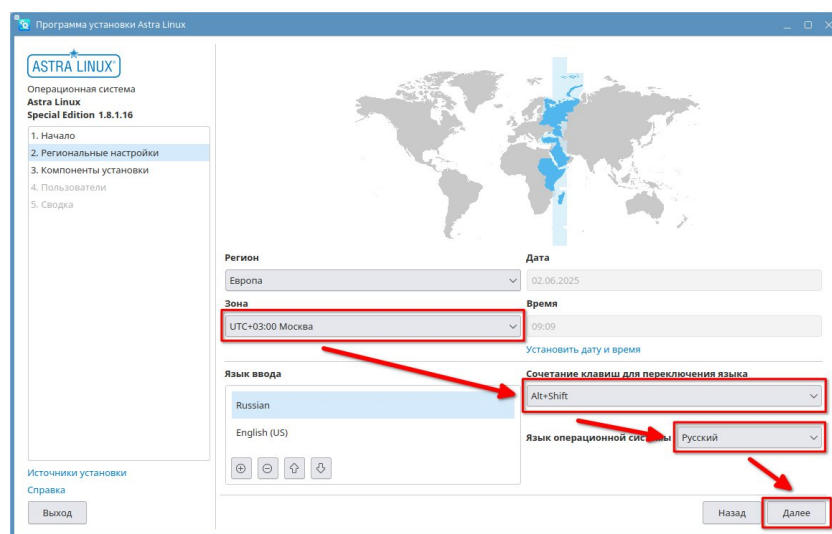 Программа установки Astra Linux
ASTRA LINUX®
Операционная система
Astra Linux
Special Edition 1.8.1.16
1. Начало
2. Региональные настройки
3. Компоненты установки
4. Пользователи
5. Сводка
Источники установки
Справка
Выход
Регион
Дата
Европа
02.06.2025
Зона
Время
UTC+03:00 Москва
09:09
Установить дату и время
Язык ввода
Сочетание клавиш для переключения языка
Russian
Alt+Shift
English (US)
Язык операционной системы
Русский
Назад
Далее